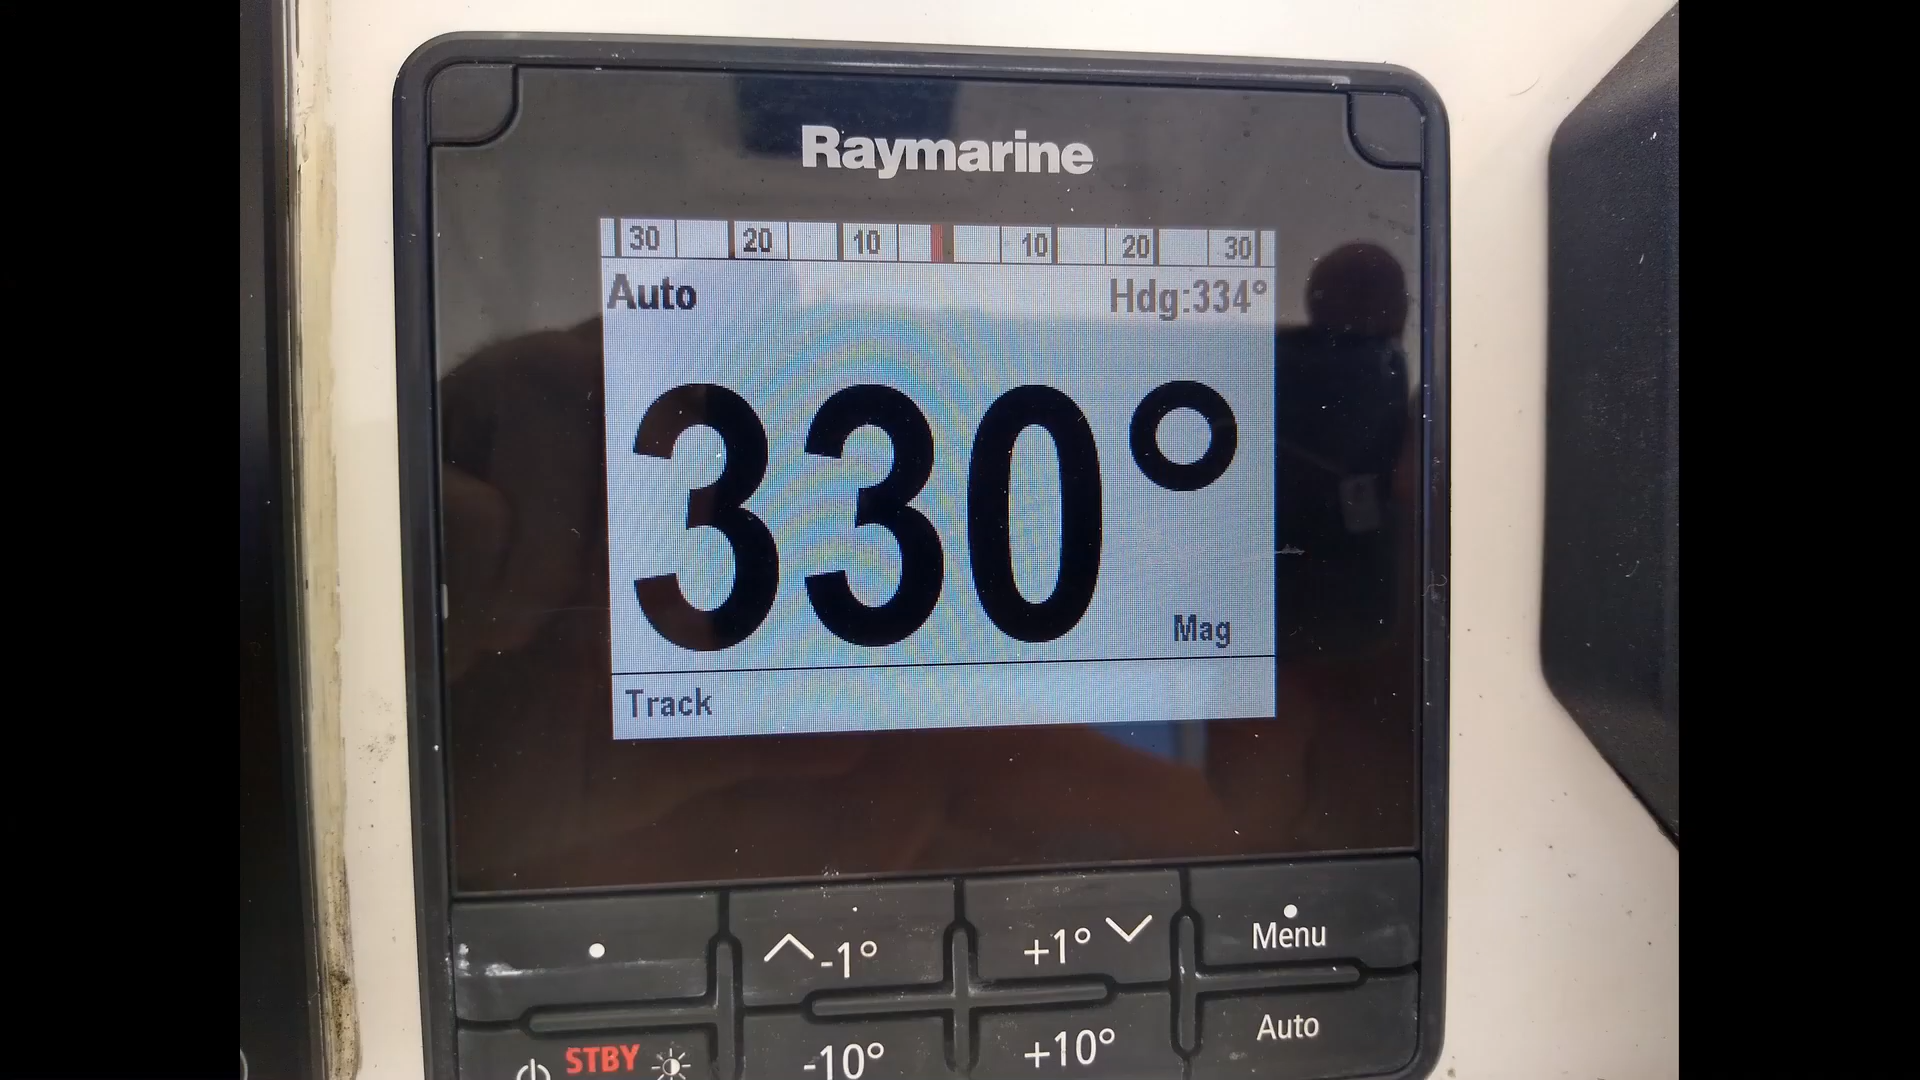 Raymarine
30 20 10 10 20 30
Auto Hdg:334°
330°
Mag
Track
-1° +1° Menu
STBY -10° +10° Auto